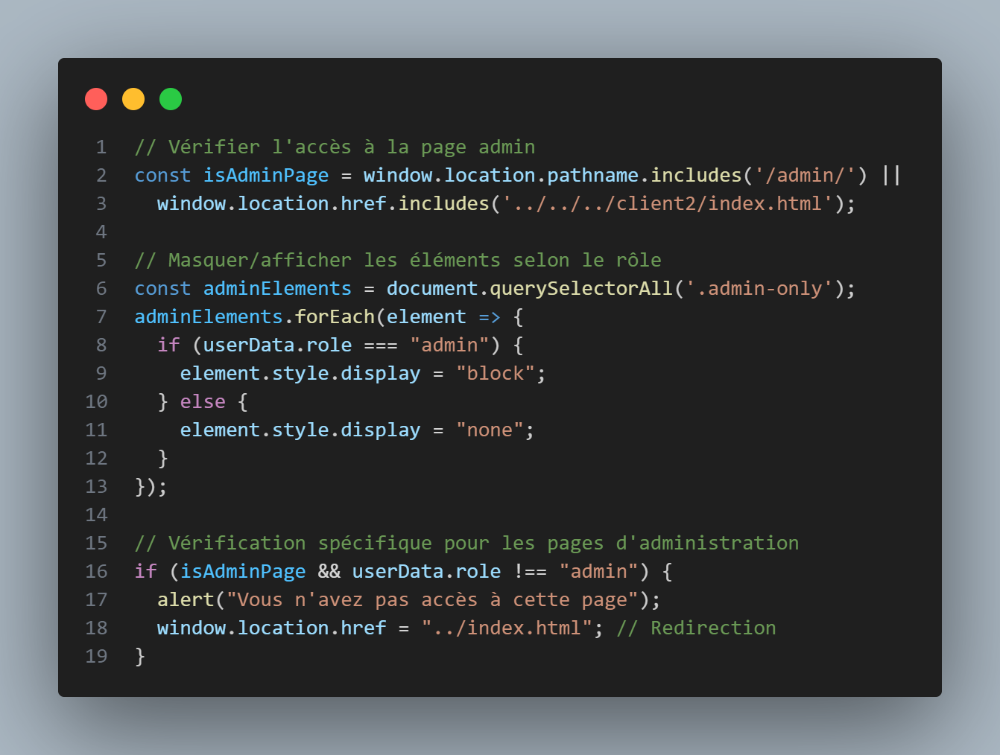 1 // Vérifier l'accès à la page admin
2 const isAdminPage = window.location.pathname.includes('/admin/') ||
3   window.location.href.includes('../../../client2/index.html');
4
5 // Masquer/afficher les éléments selon le rôle
6 const adminElements = document.querySelectorAll('.admin-only');
7 adminElements.forEach(element => {
8   if (userData.role === "admin") {
9     element.style.display = "block";
10   } else {
11     element.style.display = "none";
12   }
13 });
14
15 // Vérification spécifique pour les pages d'administration
16 if (isAdminPage && userData.role !== "admin") {
17   alert("Vous n'avez pas accès à cette page");
18   window.location.href = "../index.html"; // Redirection
19 }